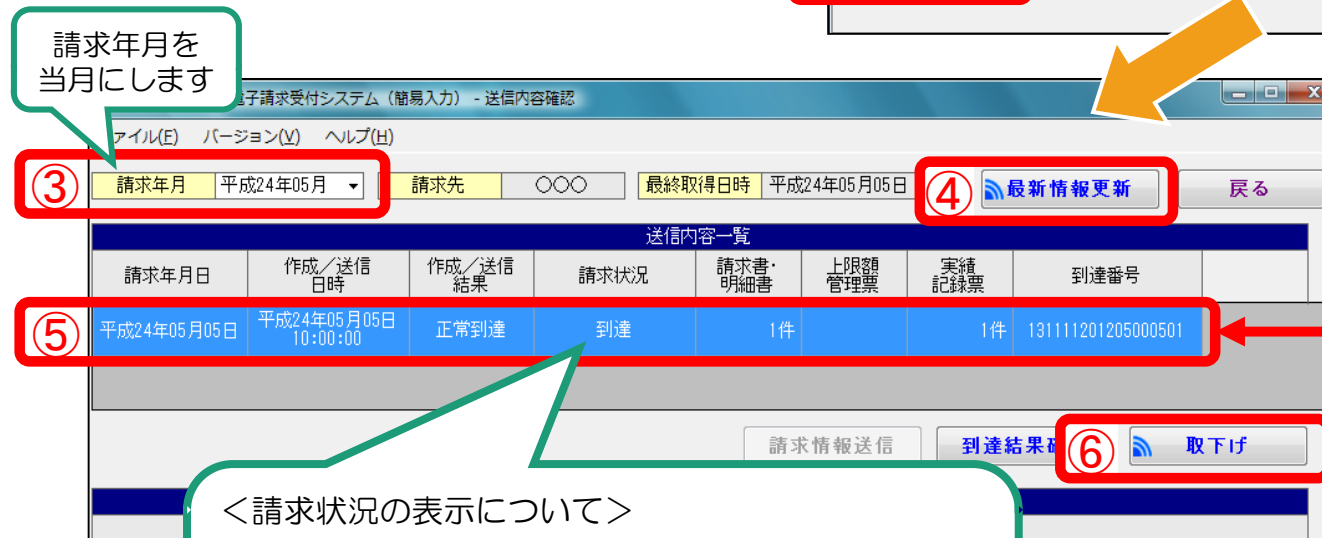 請求年月を
当月にします
子請求受付システム（簡易入力） - 送信内容確認
ァイル(F) バージョン(V) ヘルプ(H)
③ 請求年月 平成24年05月 請求先 〇〇〇 最終取得日時 平成24年05月05日 ④ 最新情報更新 戻る
送信内容一覧
請求年月日 作成／送信日時 作成／送信結果 請求状況 請求書・明細書 上限額管理票 実績記録票 到達番号
⑤ 平成24年05月05日 平成24年05月05日 10:00:00 正常到達 到達 1件 1件 131111201205000501
請求情報送信 到達結果 ⑥ 取下げ
＜請求状況の表示について＞